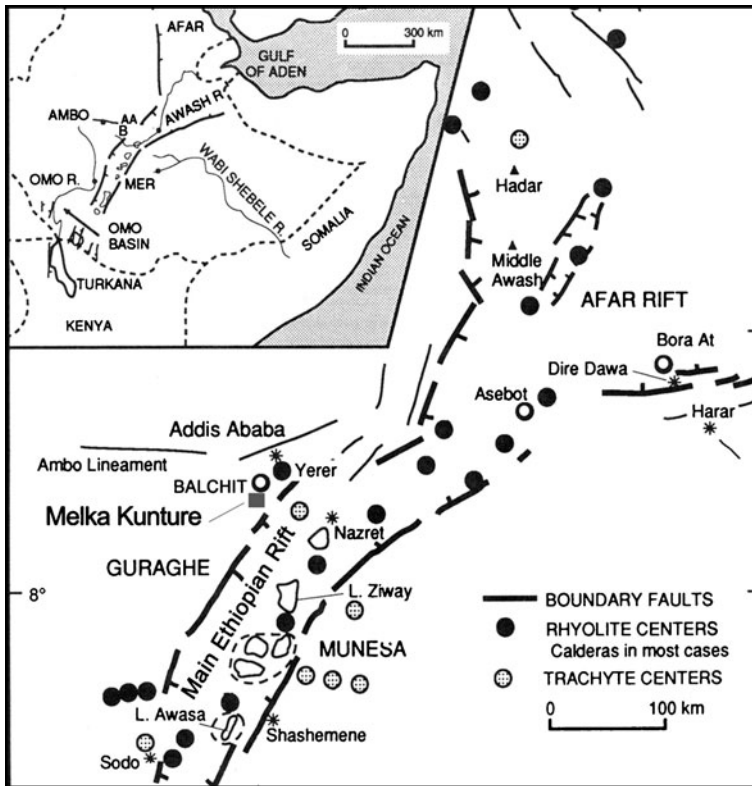 AFAR
0 300 km
GULF
OF ADEN
AMBO
AA
B
AWASH R.
OMO R.
MER
WABI SHEBELE R.
OMO
BASIN
SOMALIA
INDIAN OCEAN
TURKANA
KENYA
Hadar
Middle
Awash
AFAR RIFT
Bora At
Dire Dawa
Asebot
Harar
Addis Ababa
Ambo Lineament
Yerer
BALCHIT
Melka Kunture
Nazret
GURAGHE
Main Ethiopian Rift
8°
L. Ziway
MUNESA
L. Awasa
Shashemene
Sodo
BOUNDARY FAULTS
RHYOLITE CENTERS
Calderas in most cases
TRACHYTE CENTERS
0 100 km